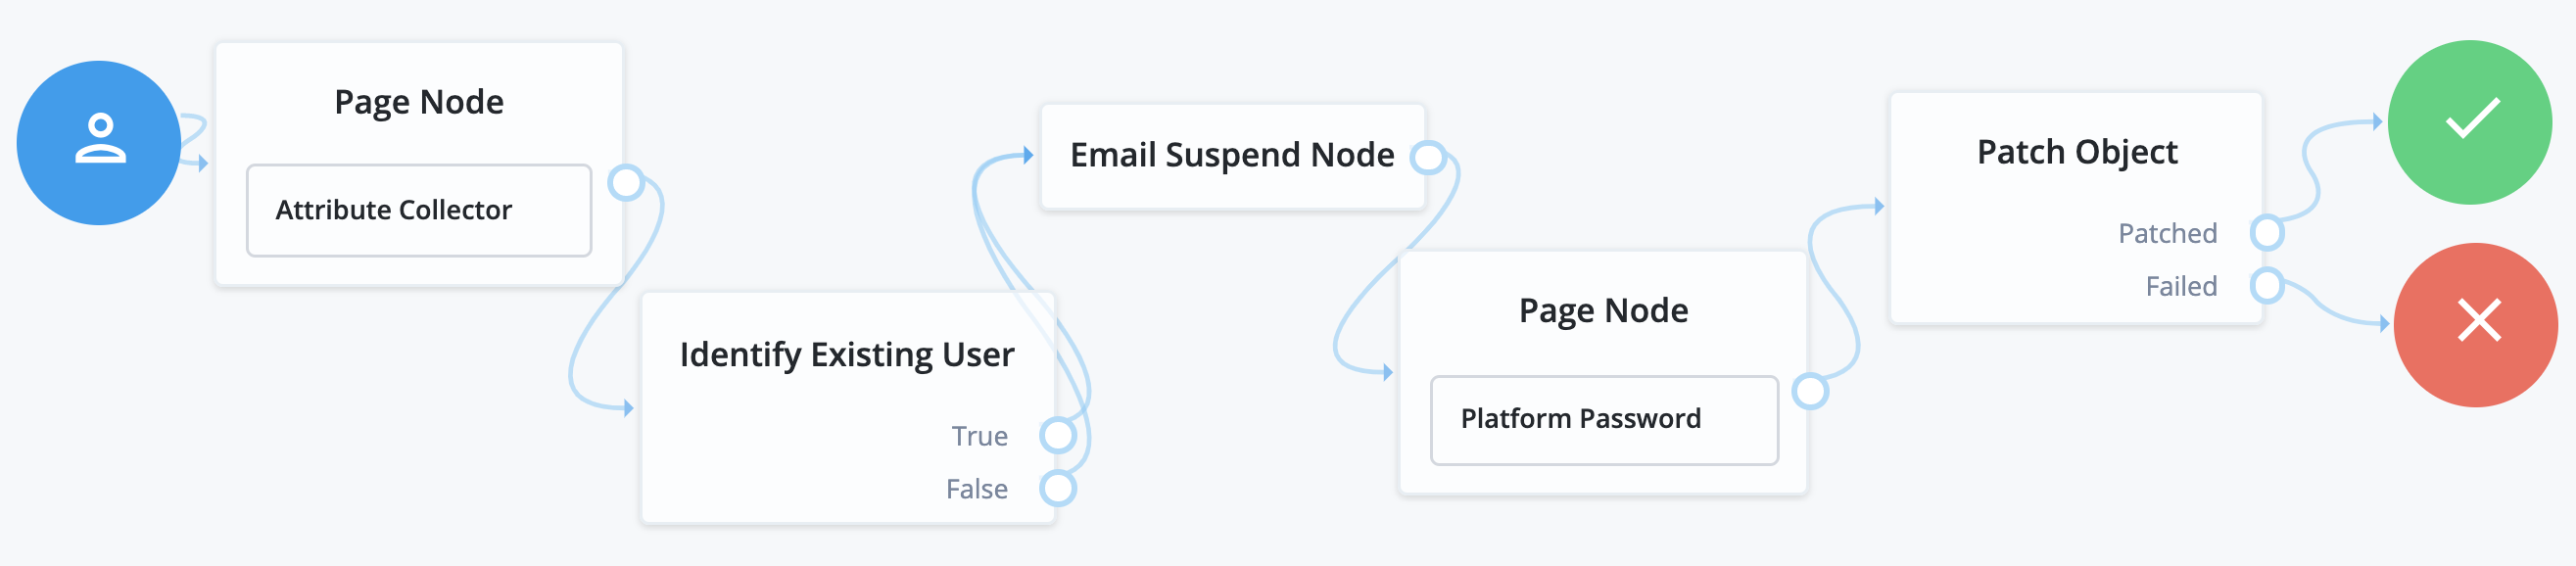 Page Node
Attribute Collector
Identify Existing User
True
False
Email Suspend Node
Page Node
Platform Password
Patch Object
Patched
Failed